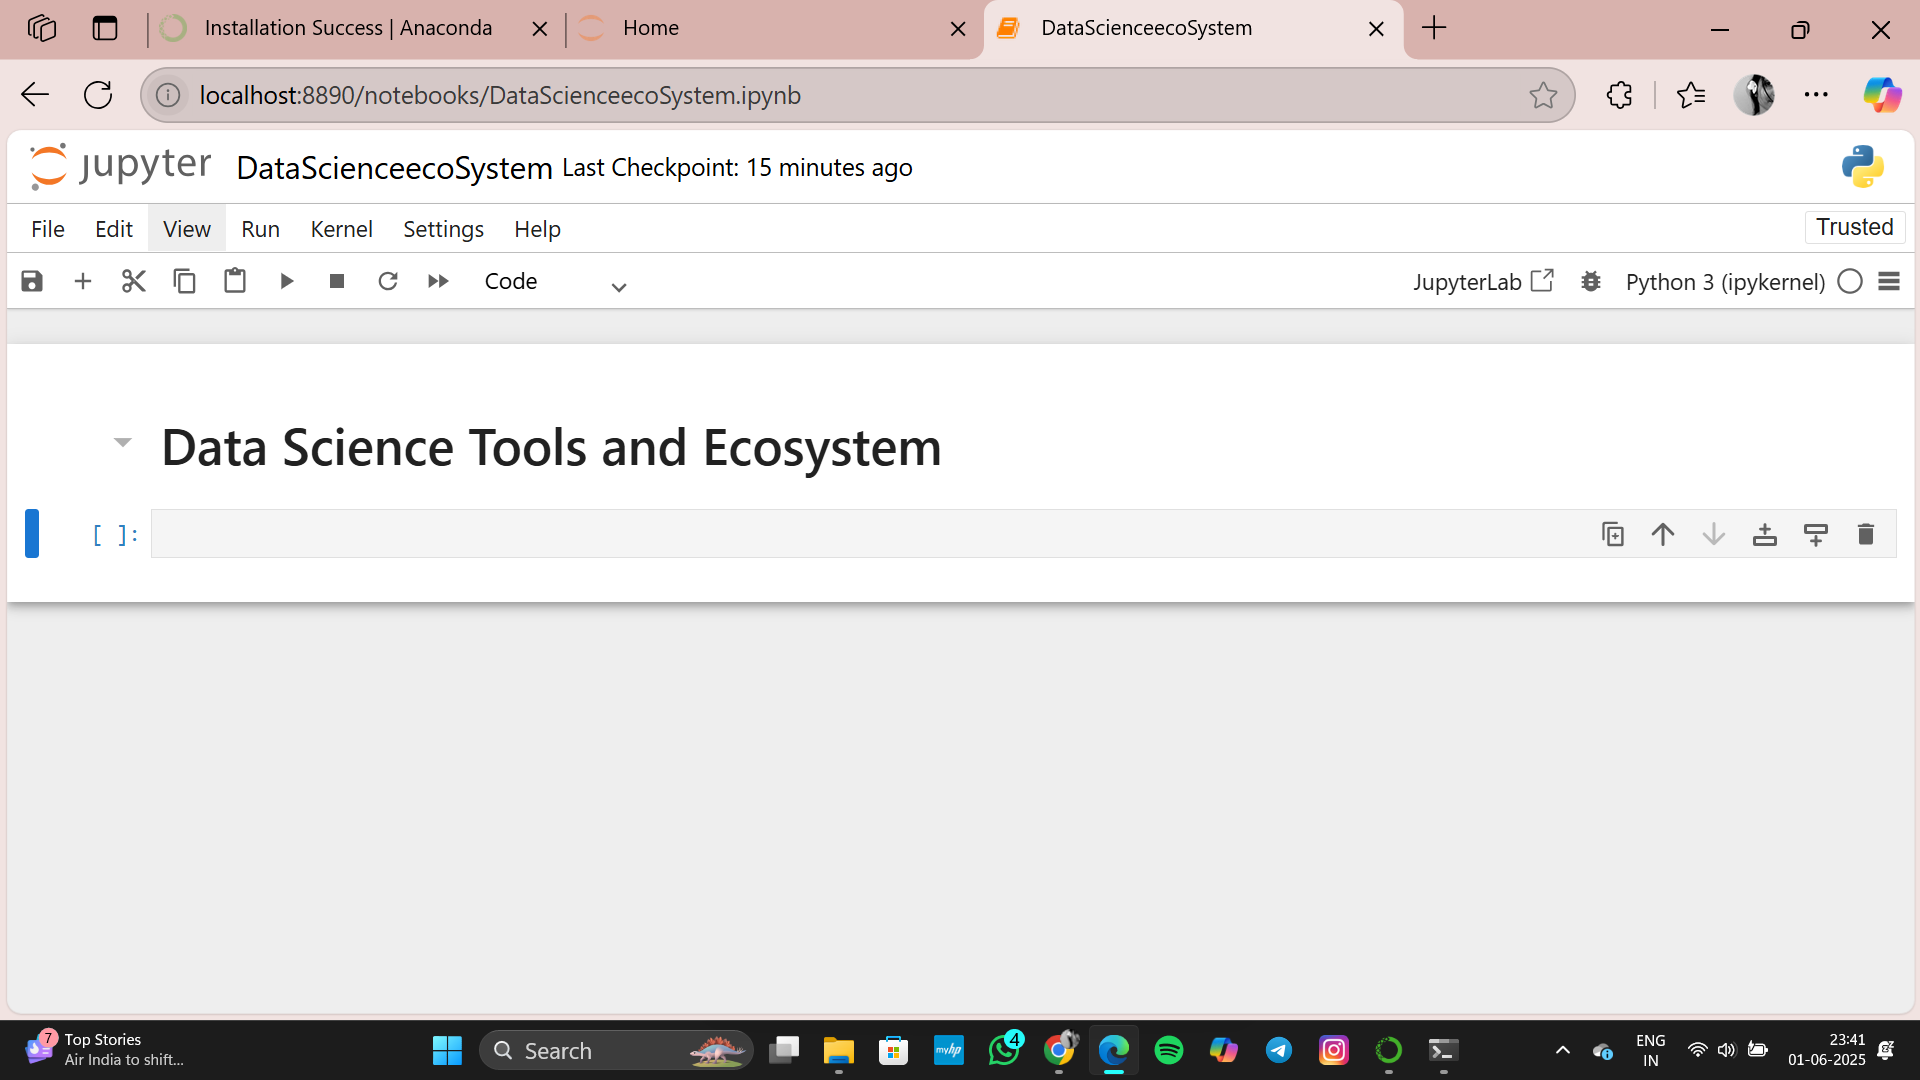 Installation Success | Anaconda
Home
DataScienceecoSystem
localhost:8890/notebooks/DataScienceecoSystem.ipynb
jupyter DataScienceecoSystem Last Checkpoint: 15 minutes ago
File Edit View Run Kernel Settings Help Trusted
Code JupyterLab Python 3 (ipykernel)
Data Science Tools and Ecosystem
[ ]:
7 Top Stories
Air India to shift...
Search
myhp
4
ENG
IN
23:41
01-06-2025